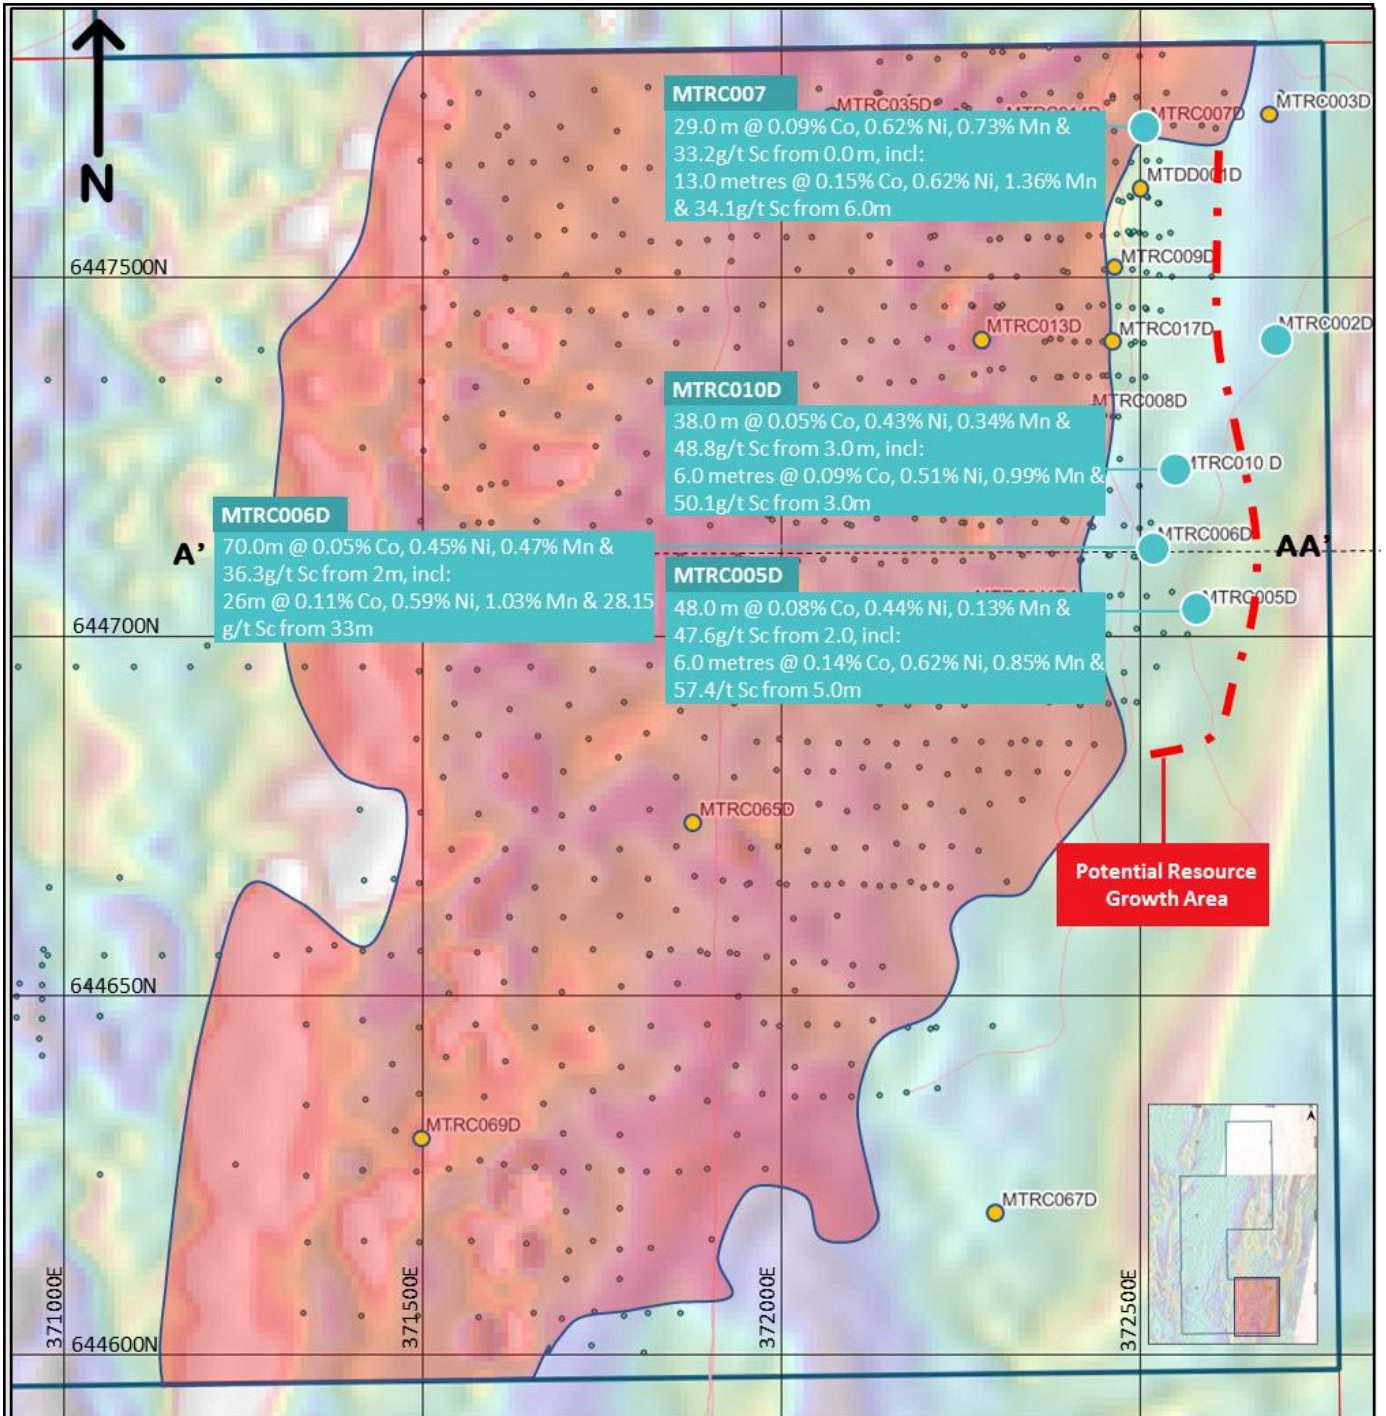 N
MTRC007
29.0 m @ 0.09% Co, 0.62% Ni, 0.73% Mn &
33.2g/t Sc from 0.0 m, incl:
13.0 metres @ 0.15% Co, 0.62% Ni, 1.36% Mn
& 34.1g/t Sc from 6.0m
MTRC035D
MTRC007D
MTRC003D
MTDD001D
MTRC009D
6447500N
MTRC013D
MTRC017D
MTRC002D
MTRC010D
38.0 m @ 0.05% Co, 0.43% Ni, 0.34% Mn &
48.8g/t Sc from 3.0 m, incl:
6.0 metres @ 0.09% Co, 0.51% Ni, 0.99% Mn &
50.1g/t Sc from 3.0m
MTRC008D
MTRC010 D
MTRC006D
70.0m @ 0.05% Co, 0.45% Ni, 0.47% Mn &
36.3g/t Sc from 2m, incl:
26m @ 0.11% Co, 0.59% Ni, 1.03% Mn & 28.15
g/t Sc from 33m
A'
MTRC006D
AA'
MTRC005D
48.0 m @ 0.08% Co, 0.44% Ni, 0.13% Mn &
47.6g/t Sc from 2.0, incl:
6.0 metres @ 0.14% Co, 0.62% Ni, 0.85% Mn &
57.4/t Sc from 5.0m
MTRC005D
644700N
MTRC065D
Potential Resource
Growth Area
644650N
MTRC069D
MTRC067D
644600N
371000E
371500E
372000E
372500E